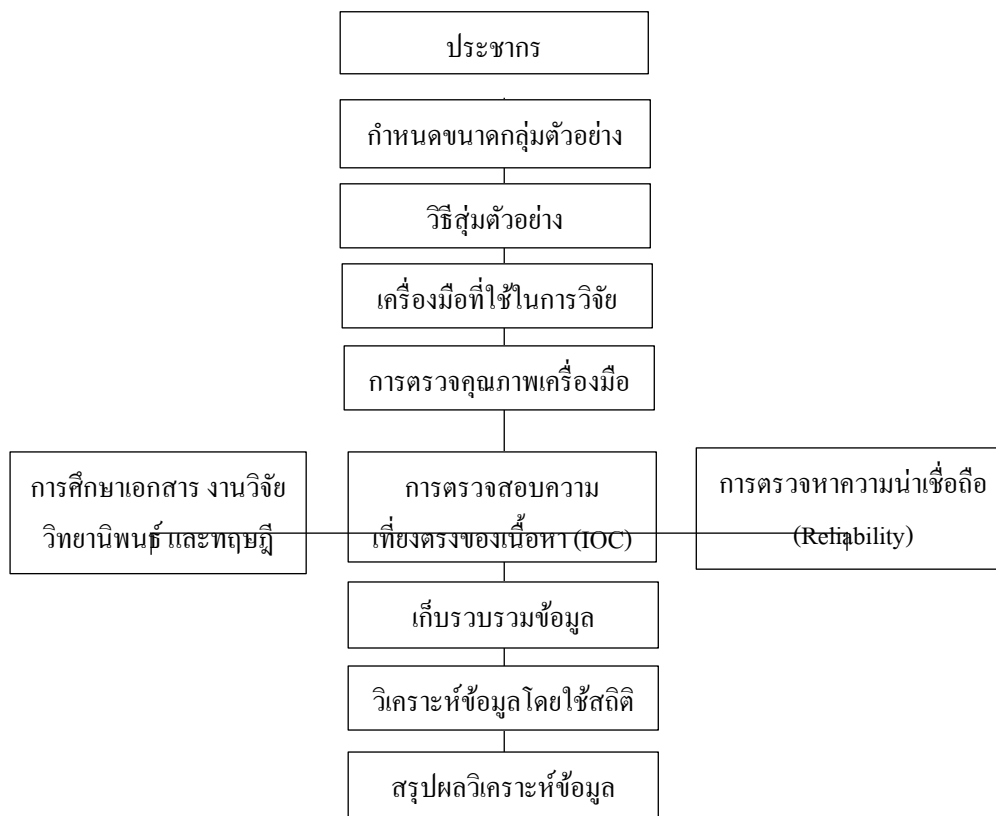 ประชากร
กำหนดขนาดกลุ่มตัวอย่าง
วิธีสุ่มตัวอย่าง
เครื่องมือที่ใช้ในการวิจัย
การตรวจคุณภาพเครื่องมือ
การศึกษาเอกสาร งานวิจัย
วิทยานิพนธ์ และทฤษฎี
การตรวจสอบความ
เที่ยงตรงของเนื้อหา (IOC)
การตรวจหาความน่าเชื่อถือ
(Reliability)
เก็บรวบรวมข้อมูล
วิเคราะห์ข้อมูลโดยใช้สถิติ
สรุปผลวิเคราะห์ข้อมูล